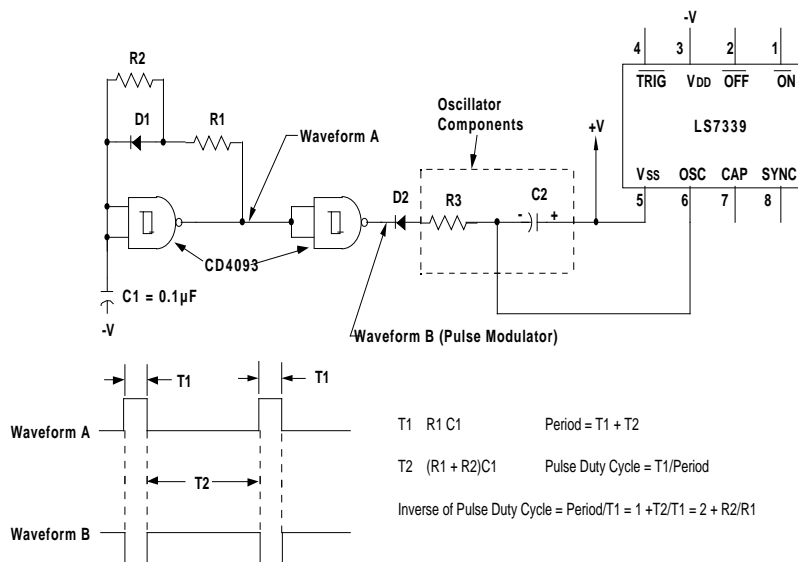 -V
4 3 2 1
TRIG VDD OFF ON
LS7339
VSS OSC CAP SYNC
5 6 7 8
R2
D1
R1
Waveform A
Oscillator
Components
+V
D2
R3
C2
- +
CD4093
C1 = 0.1µF
-V
Waveform B (Pulse Modulator)
T1 T1
Waveform A
T2
Waveform B
T1 R1 C1 Period = T1 + T2
T2 (R1 + R2)C1 Pulse Duty Cycle = T1/Period
Inverse of Pulse Duty Cycle = Period/T1 = 1 +T2/T1 = 2 + R2/R1